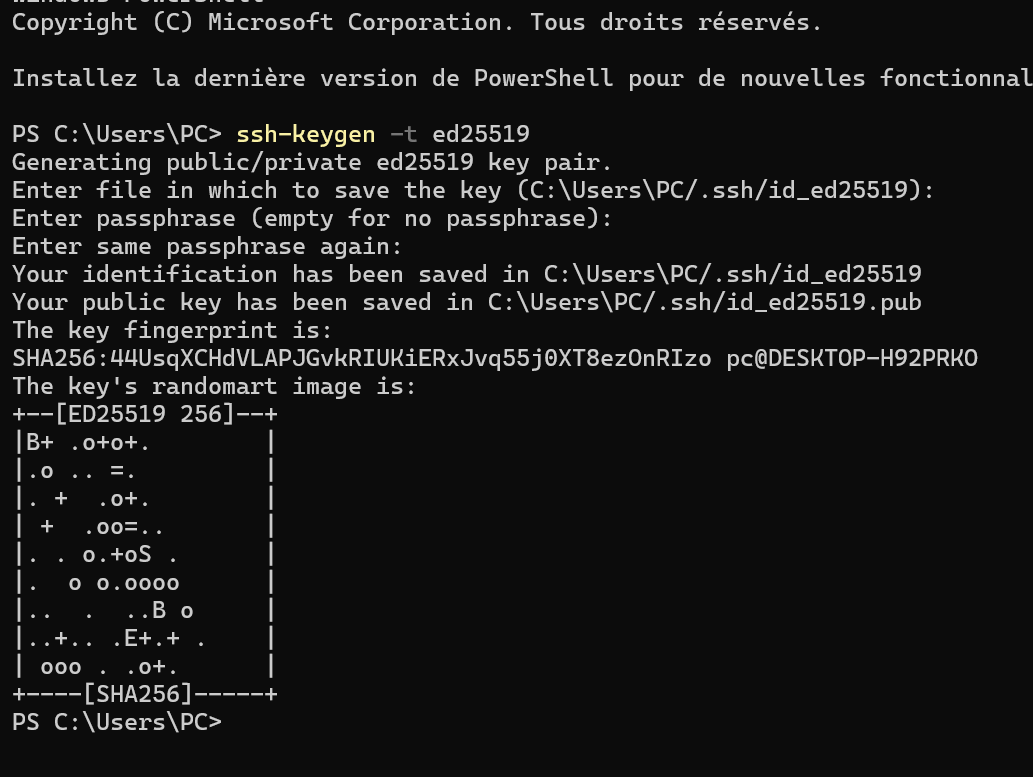 Copyright (C) Microsoft Corporation. Tous droits réservés.
Installez la dernière version de PowerShell pour de nouvelles fonctionnal
PS C:\Users\PC> ssh-keygen -t ed25519
Generating public/private ed25519 key pair.
Enter file in which to save the key (C:\Users\PC/.ssh/id_ed25519):
Enter passphrase (empty for no passphrase):
Enter same passphrase again:
Your identification has been saved in C:\Users\PC/.ssh/id_ed25519
Your public key has been saved in C:\Users\PC/.ssh/id_ed25519.pub
The key fingerprint is:
SHA256:44UsqXCHdVLAPJGvkRIUKiERxJvq55j0XT8ezOnRIzo pc@DESKTOP-H92PRKO
The key's randomart image is:
+--[ED25519 256]--+
|B+ .o+o+.        |
|.o .. =.         |
|. +  .o+.        |
| +  .oo=..       |
|. . o.+oS .      |
|.  o o.oooo      |
|..  .  ..B o     |
|..+.. .E+.+ .    |
| ooo . .o+.      |
+----[SHA256]-----+
PS C:\Users\PC>